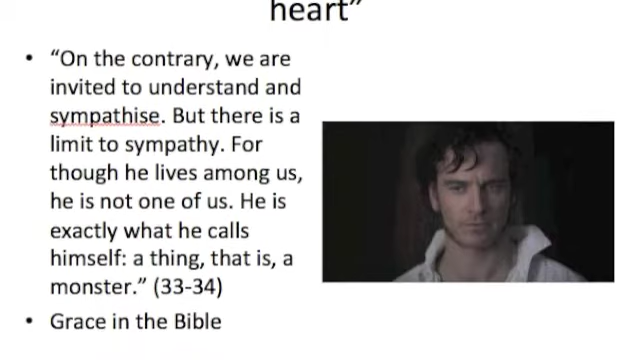 heart”
• “On the contrary, we are
invited to understand and
sympathise. But there is a
limit to sympathy. For
though he lives among us,
he is not one of us. He is
exactly what he calls
himself: a thing, that is, a
monster.” (33-34)
• Grace in the Bible